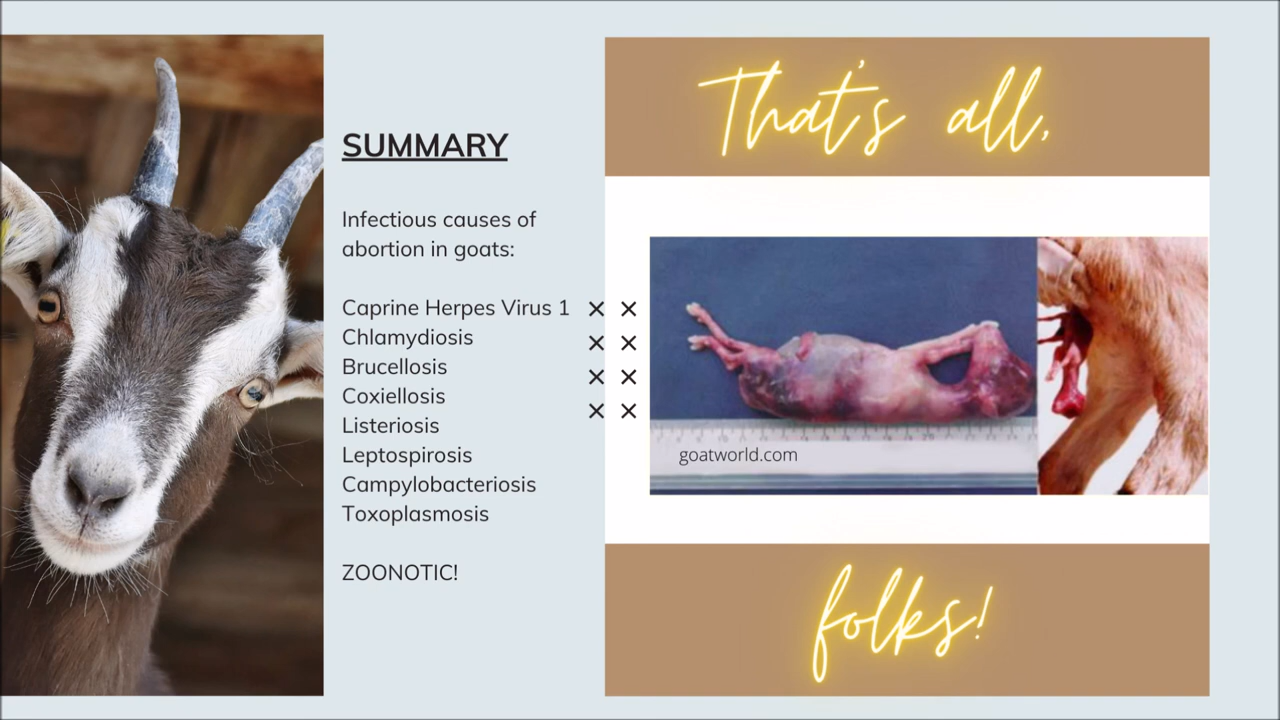 SUMMARY
Infectious causes of
abortion in goats:
Caprine Herpes Virus 1
Chlamydiosis
Brucellosis
Coxiellosis
Listeriosis
Leptospirosis
Campylobacteriosis
Toxoplasmosis
ZOONOTIC!
That's all,
goatworld.com
folks!